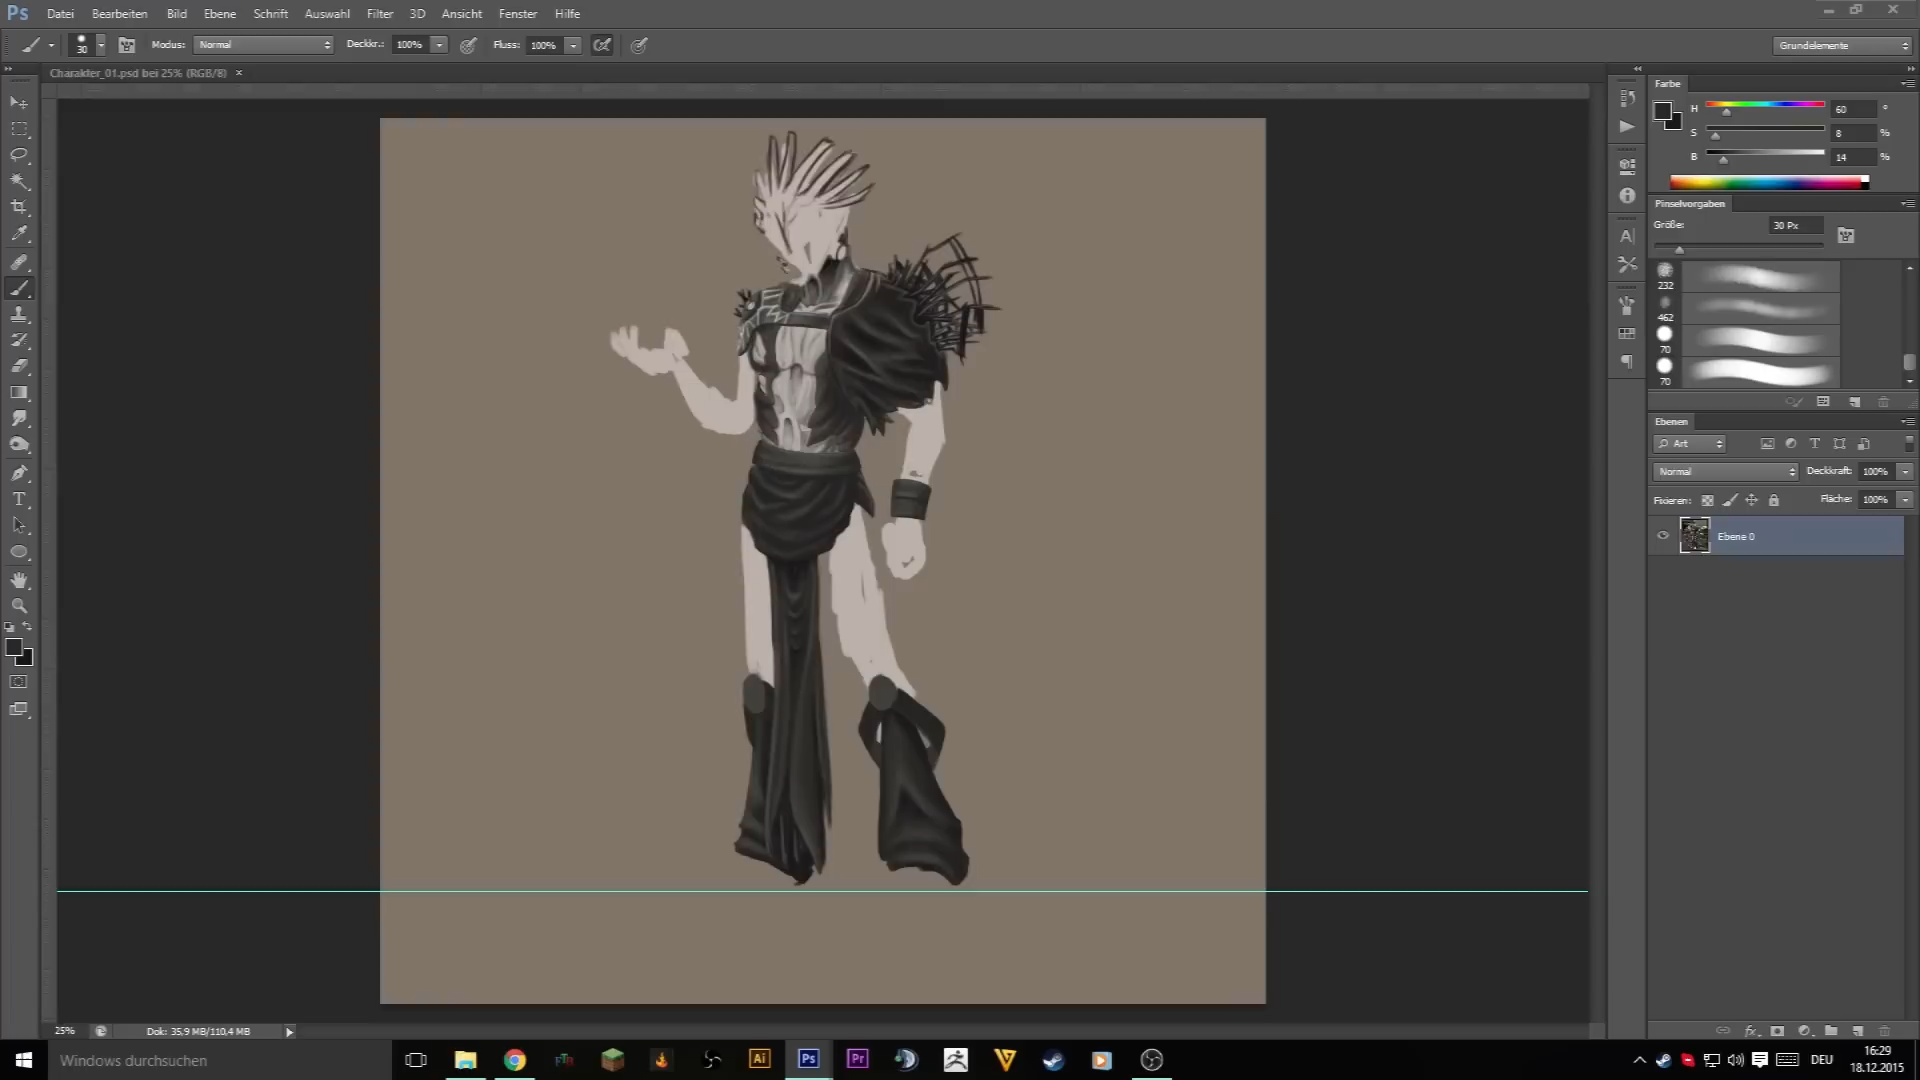 Ps Datei Bearbeiten Bild Ebene Schrift Auswahl Filter 3D Ansicht Fenster Hilfe
30 Modus: Normal Deckkr.: 100% Fluss: 100% Grundelemente
Charakter_01.psd bei 25% (RGB/8) ×
Farbe
H 60 °
S 8 %
B 14 %
Pinselvorgaben
Größe: 30 Px
232
462
70
70
Ebenen
Art
Normal Deckkraft: 100%
Fixieren: Fläche: 100%
Ebene 0
25% Dok: 35,9 MB/110,4 MB
Windows durchsuchen
FTB Ai Ps Pr
DEU
16:29
18.12.2015